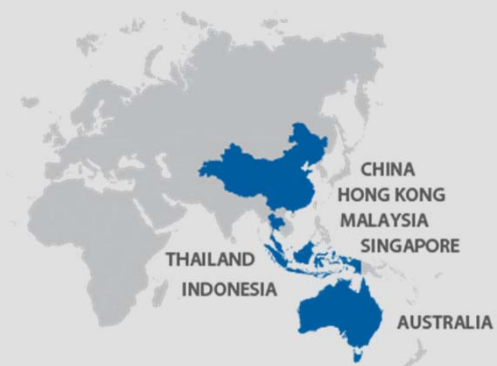 CHINA
HONG KONG
MALAYSIA
SINGAPORE
THAILAND
INDONESIA
AUSTRALIA